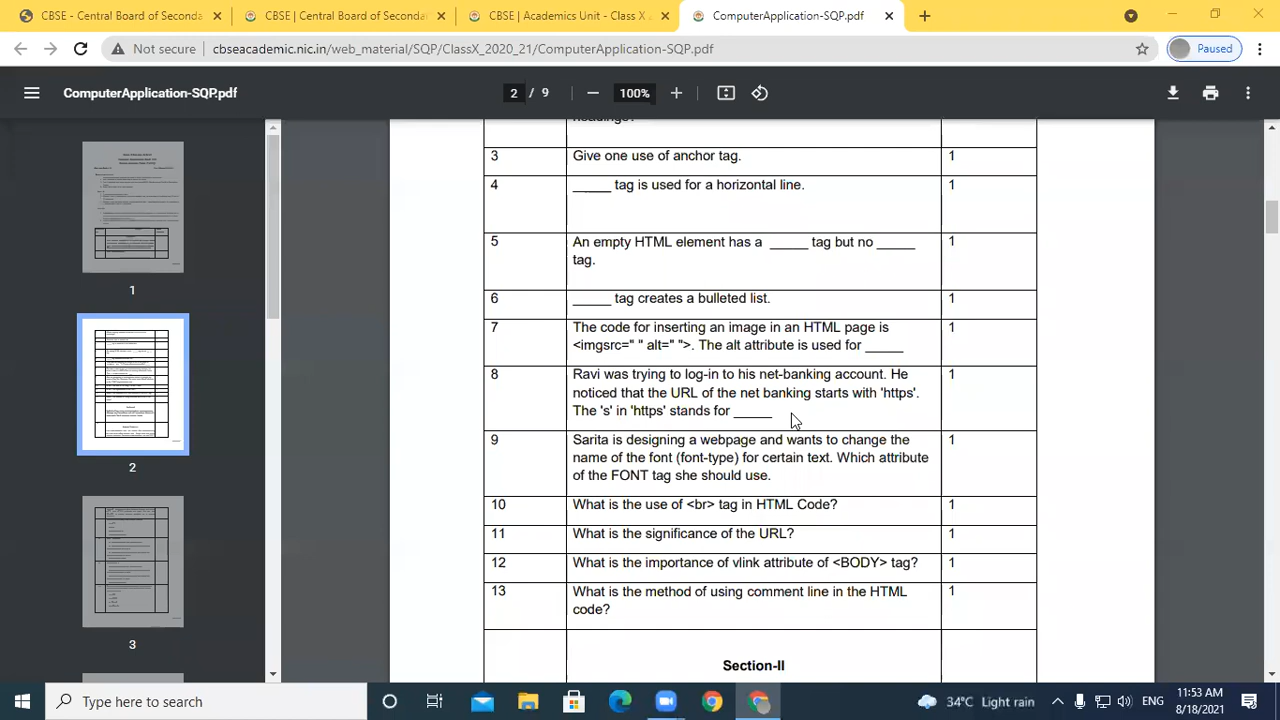 CBSE - Central Board of Seconda
CBSE | Central Board of Secondar
CBSE | Academics Unit - Class X
ComputerApplication-SQP.pdf
Not secure
cbseacademic.nic.in/web_material/SQP/ClassX_2020_21/ComputerApplication-SQP.pdf
Paused
ComputerApplication-SQP.pdf
2 / 9
100%
1
2
3
headings?
3 Give one use of anchor tag. 1
4 _____ tag is used for a horizontal line. 1
5 An empty HTML element has a _____ tag but no _____ 1
tag.
6 _____ tag creates a bulleted list. 1
7 The code for inserting an image in an HTML page is 1
<imgsrc=" " alt=" ">. The alt attribute is used for _____
8 Ravi was trying to log-in to his net-banking account. He 1
noticed that the URL of the net banking starts with 'https'.
The 's' in 'https' stands for _____
9 Sarita is designing a webpage and wants to change the 1
name of the font (font-type) for certain text. Which attribute
of the FONT tag she should use.
10 What is the use of <br> tag in HTML Code? 1
11 What is the significance of the URL? 1
12 What is the importance of vlink attribute of <BODY> tag? 1
13 What is the method of using comment line in the HTML 1
code?
Section-II
Type here to search
34°C Light rain
ENG
11:53 AM
8/18/2021